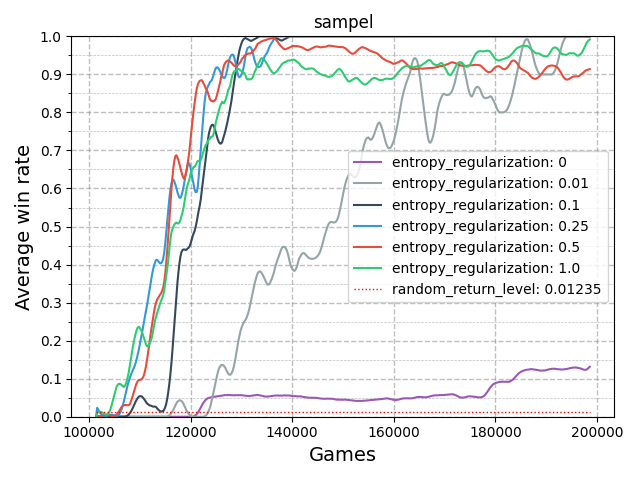 sampel
Average win rate
1.0
0.9
0.8
0.7
0.6
0.5
0.4
0.3
0.2
0.1
0.0
entropy_regularization: 0
entropy_regularization: 0.01
entropy_regularization: 0.1
entropy_regularization: 0.25
entropy_regularization: 0.5
entropy_regularization: 1.0
random_return_level: 0.01235
100000 120000 140000 160000 180000 200000
Games